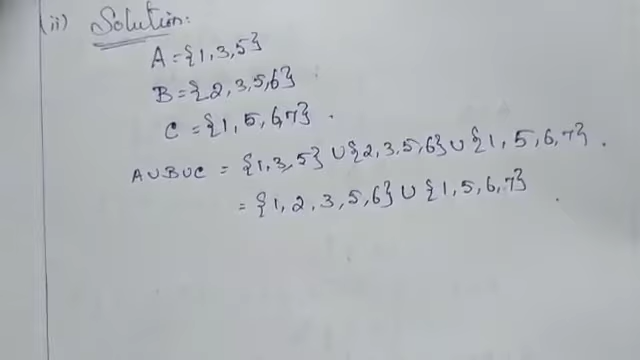 (ii) Solution:
A = {1,3,5}
B = {2,3,5,6}
C = {1, 5, 6,7}.
AUBUC = {1,3,5} U {2,3,5,6} U {1, 5, 6, 7}.
= {1, 2, 3, 5, 6} U {1, 5, 6, 7}